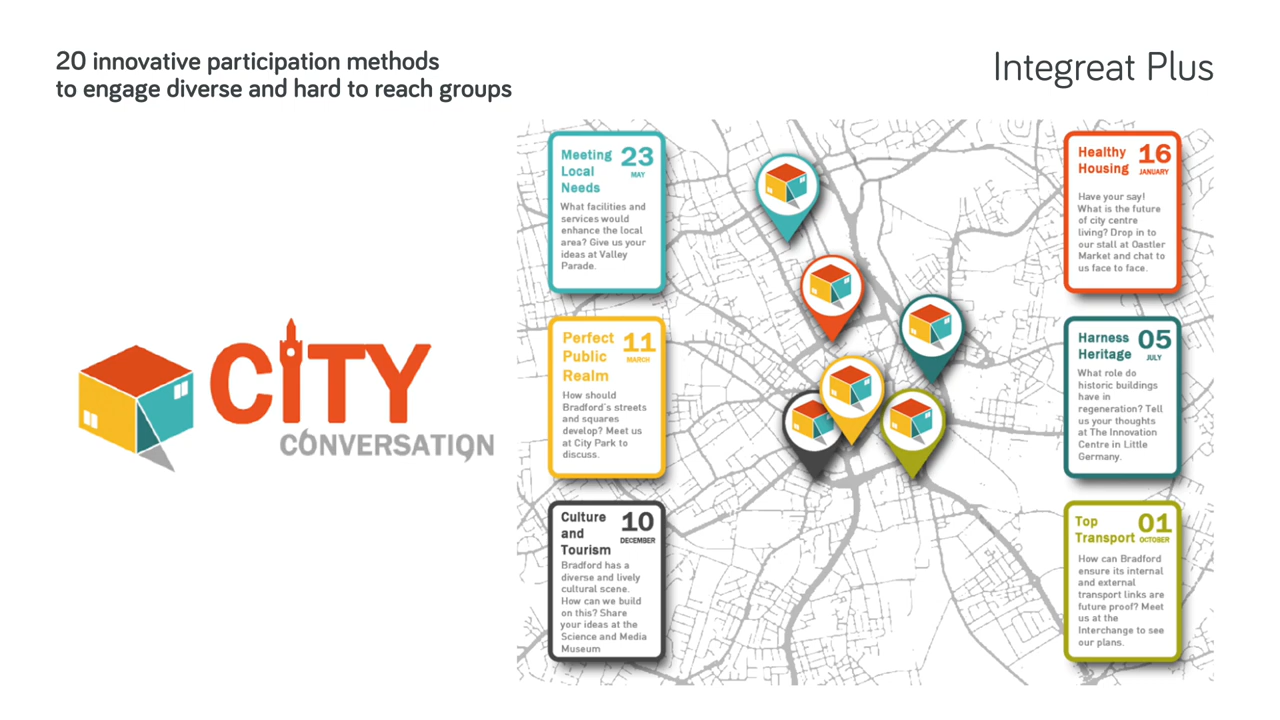 20 innovative participation methods
to engage diverse and hard to reach groups
Integreat Plus
CITY
CONVERSATION
Meeting
Local
Needs
23
MAY
What facilities and
services would
enhance the local
area? Give us your
ideas at Valley
Parade.
Perfect
Public
Realm
11
MARCH
How should
Bradford's streets
and squares
develop? Meet us
at City Park to
discuss.
Culture
and
Tourism
10
DECEMBER
Bradford has a
diverse and lively
cultural scene.
How can we build
on this? Share
your ideas at the
Science and Media
Museum
Healthy
Housing
16
JANUARY
Have your say!
What is the future
of city centre
living? Drop in to
our stall at Oastler
Market and chat to
us face to face.
Harness
Heritage
05
JULY
What role do
historic buildings
have in
regeneration? Tell
us your thoughts
at The Innovation
Centre in Little
Germany.
Top
Transport
01
OCTOBER
How can Bradford
ensure its internal
and external
transport links are
future proof? Meet
us at the
Interchange to see
our plans.